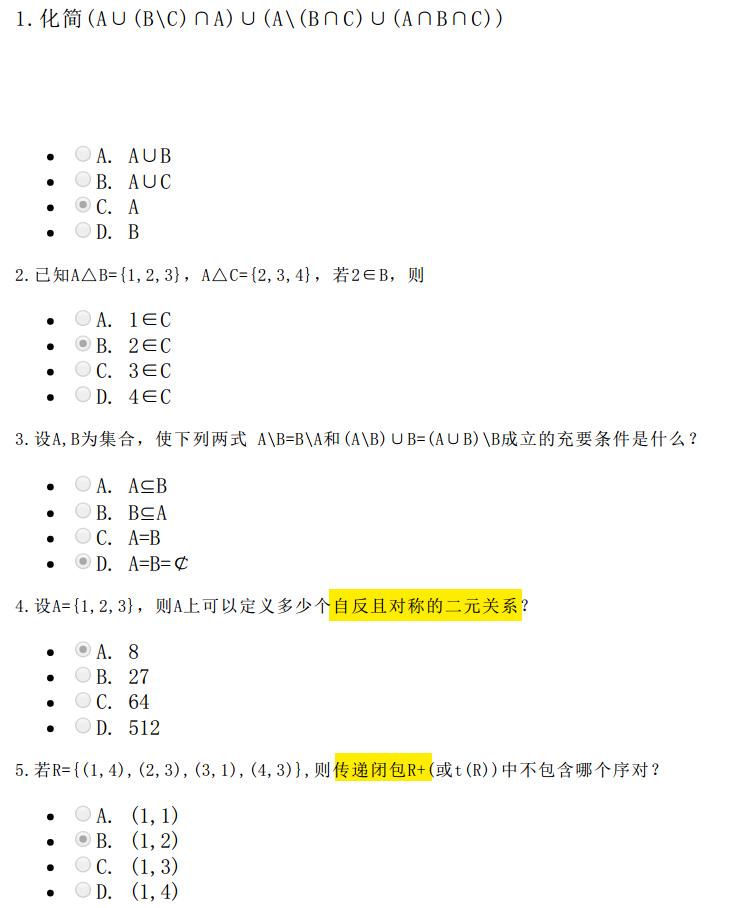 1.化简(A∪(B\C)∩A)∪(A\(B∩C)∪(A∩B∩C))
A. A∪B
B. A∪C
C. A
D. B
2.已知A△B={1,2,3}，A△C={2,3,4}，若2∈B，则
A. 1∈C
B. 2∈C
C. 3∈C
D. 4∈C
3.设A,B为集合，使下列两式 A\B=B\A和(A\B)∪B=(A∪B)\B成立的充要条件是什么？
A. A⊆B
B. B⊆A
C. A=B
D. A=B=⊄
4.设A={1,2,3}，则A上可以定义多少个自反且对称的二元关系？
A. 8
B. 27
C. 64
D. 512
5.若R={(1,4),(2,3),(3,1),(4,3)},则传递闭包R+(或t(R))中不包含哪个序对？
A. (1,1)
B. (1,2)
C. (1,3)
D. (1,4)